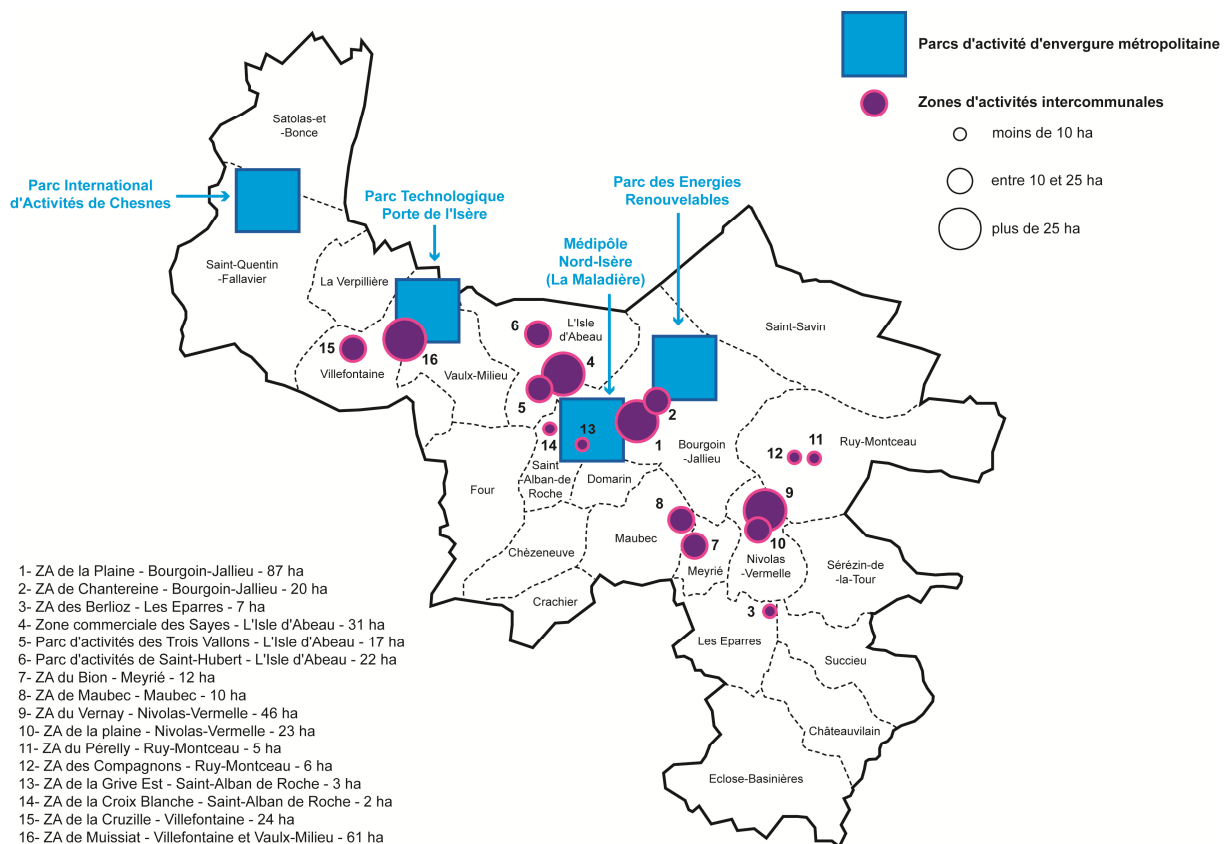 Parcs d'activité d'envergure métropolitaine
Zones d'activités intercommunales
moins de 10 ha
entre 10 et 25 ha
plus de 25 ha
Satolas-et
-Bonce
Parc International
d'Activités de Chesnes
Parc Technologique
Porte de l'Isère
Parc des Energies
Renouvelables
Médipôle
Nord-Isère
(La Maladière)
Saint-Quentin
-Fallavier
La Verpillière
Saint-Savin
L'Isle
d'Abeau
6
15
16
4
Villefontaine
Vaulx-Milieu
5
2
14
13
1
Bourgoin
-Jallieu
12
11
Ruy-Montceau
Saint
-Alban-de
Roche
Domarin
Four
9
8
10
Maubec
7
Chèzeneuve
Meyrié
Nivolas
-Vermelle
Sérézin-de
-la-Tour
Crachier
3
Les Eparres
Succieu
Châteauvilain
Eclose-Basinières
1- ZA de la Plaine - Bourgoin-Jallieu - 87 ha
2- ZA de Chantereine - Bourgoin-Jallieu - 20 ha
3- ZA des Berlioz - Les Eparres - 7 ha
4- Zone commerciale des Sayes - L'Isle d'Abeau - 31 ha
5- Parc d'activités des Trois Vallons - L'Isle d'Abeau - 17 ha
6- Parc d'activités de Saint-Hubert - L'Isle d'Abeau - 22 ha
7- ZA du Bion - Meyrié - 12 ha
8- ZA de Maubec - Maubec - 10 ha
9- ZA du Vernay - Nivolas-Vermelle - 46 ha
10- ZA de la plaine - Nivolas-Vermelle - 23 ha
11- ZA du Pérelly - Ruy-Montceau - 5 ha
12- ZA des Compagnons - Ruy-Montceau - 6 ha
13- ZA de la Grive Est - Saint-Alban de Roche - 3 ha
14- ZA de la Croix Blanche - Saint-Alban de Roche - 2 ha
15- ZA de la Cruzille - Villefontaine - 24 ha
16- ZA de Muissiat - Villefontaine et Vaulx-Milieu - 61 ha